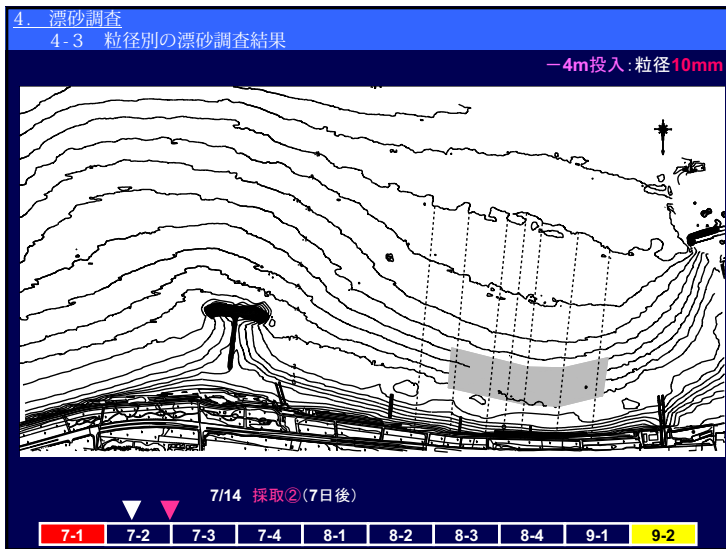 4. 漂砂調査
4-3 粒径別の漂砂調査結果
－4m投入：粒径10mm
7/14 採取②(7日後)
7-1 7-2 7-3 7-4 8-1 8-2 8-3 8-4 9-1 9-2